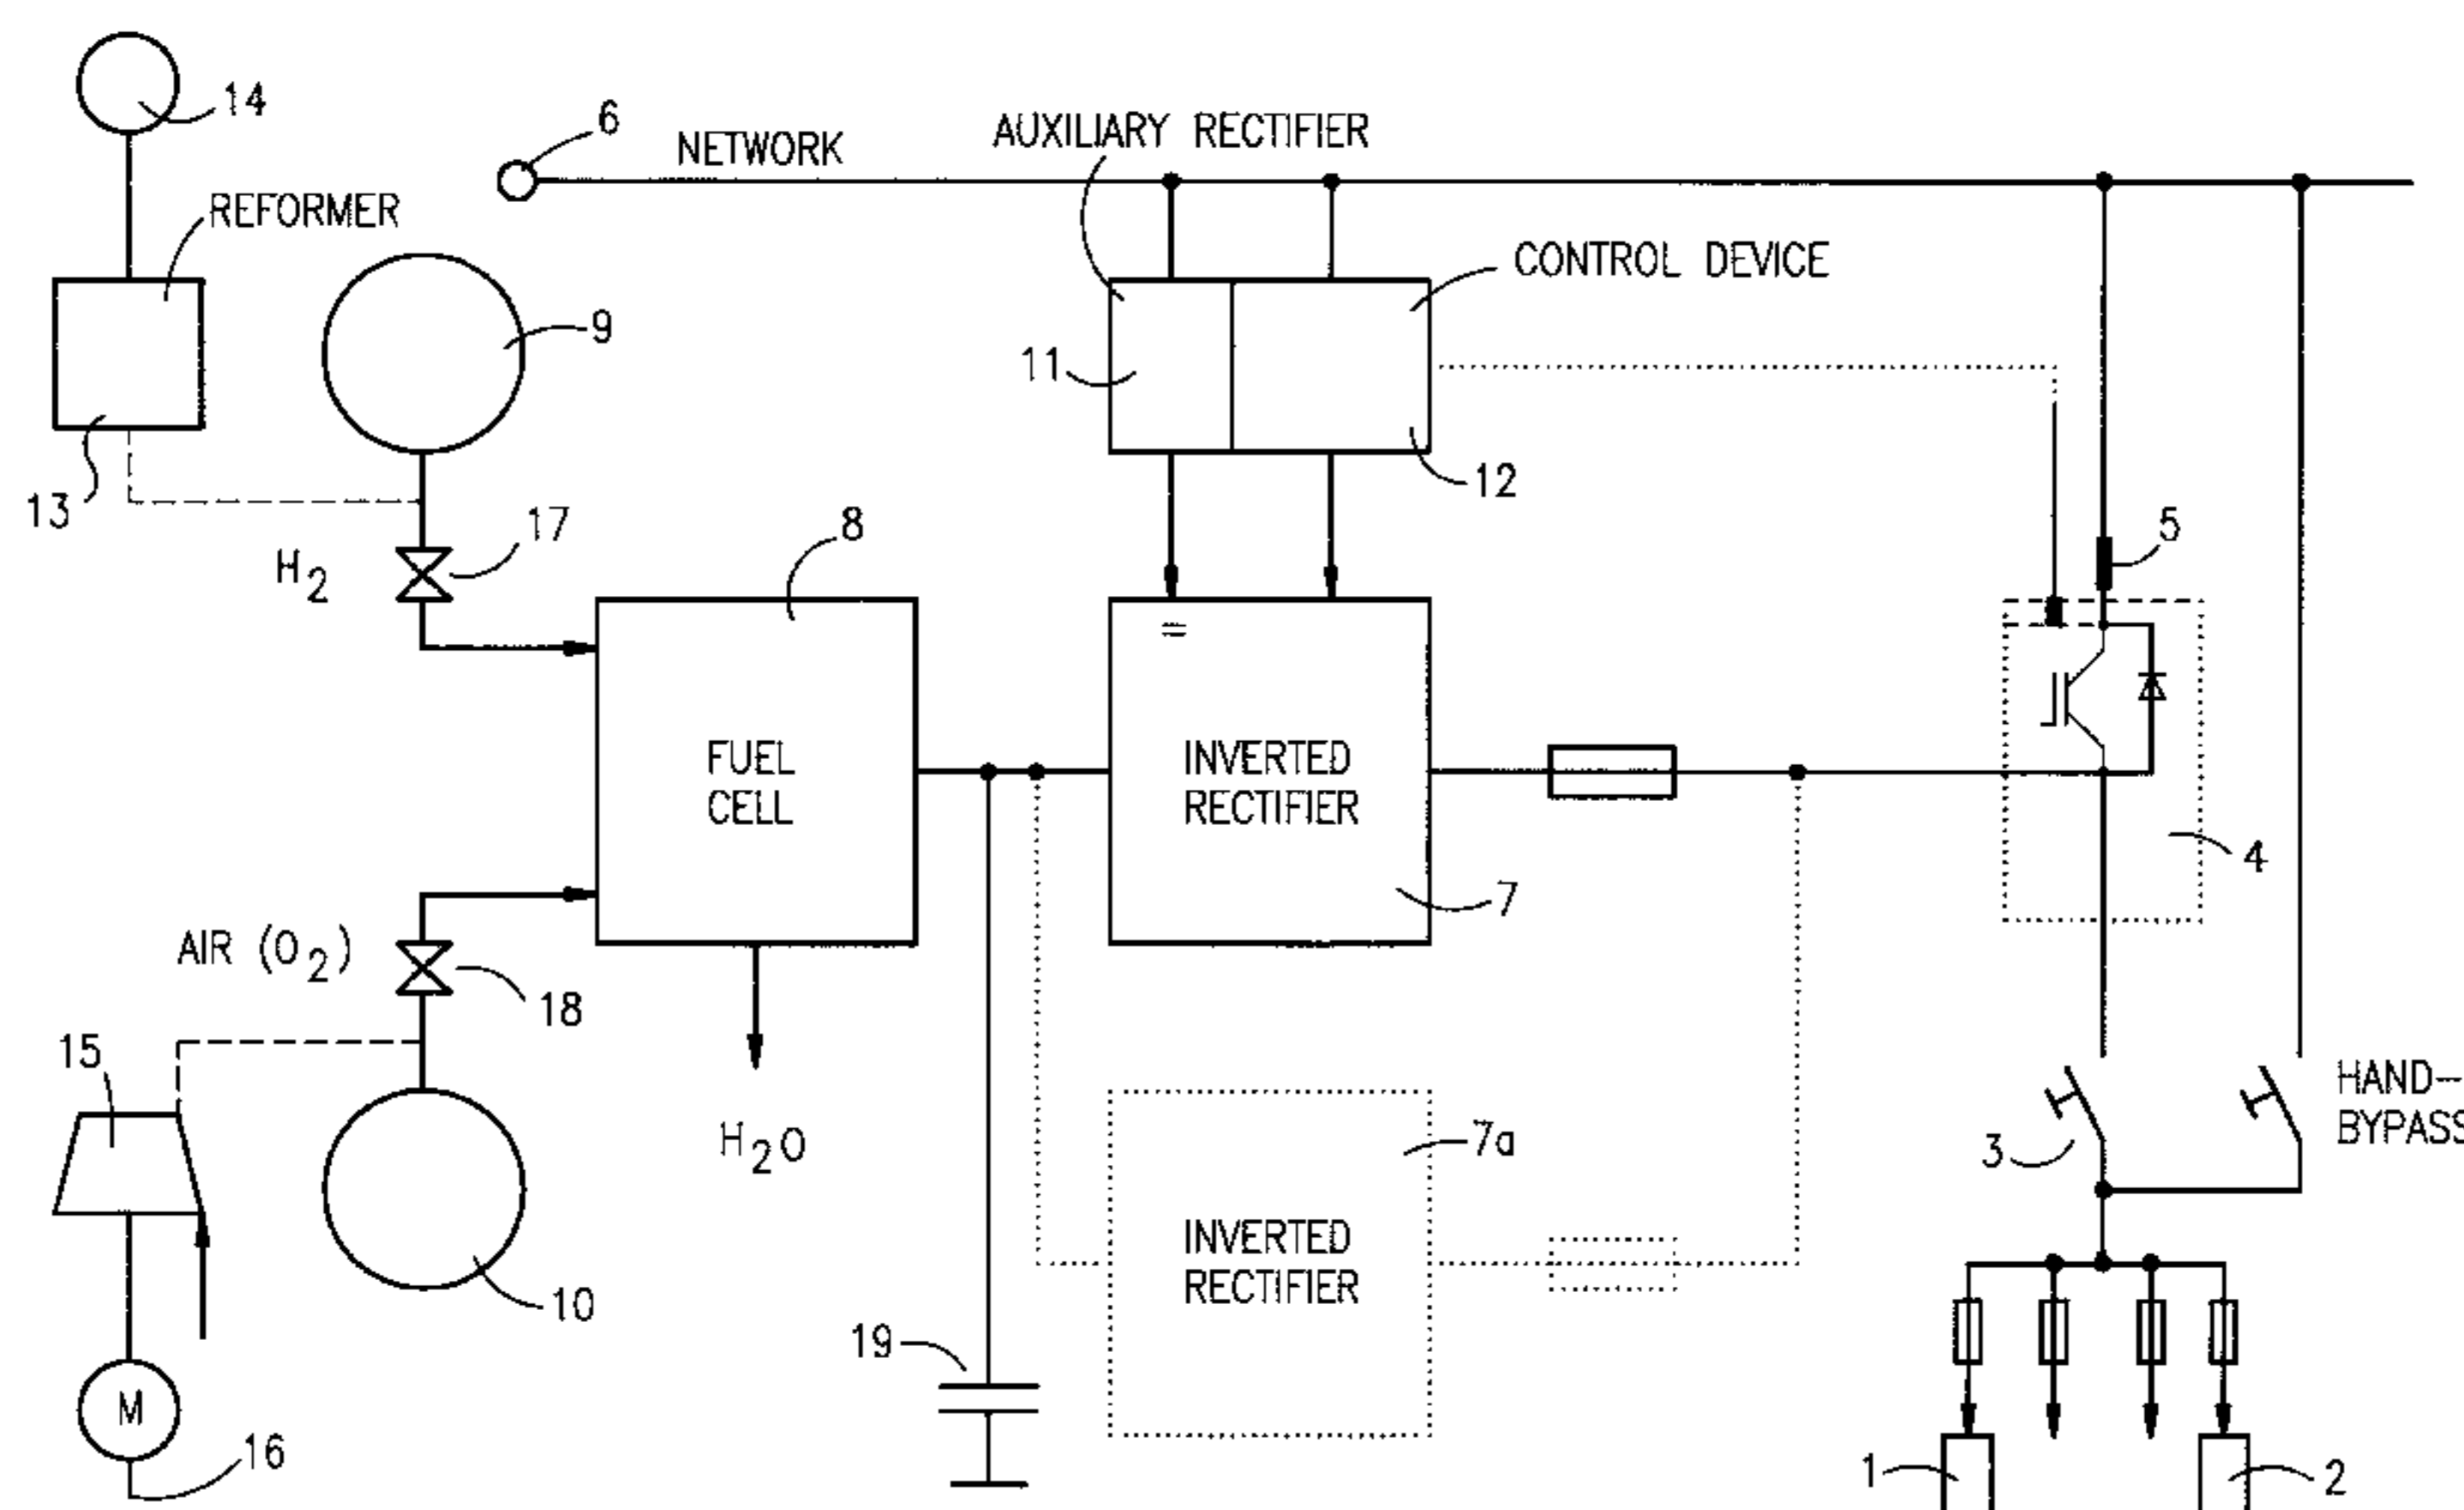 14
6
NETWORK
AUXILIARY RECTIFIER
REFORMER
CONTROL DEVICE
9
11
12
13
17
8
5
H2
=
FUEL
CELL
INVERTED
RECTIFIER
4
7
AIR (O2)
18
15
HAND-
BYPASS
H2O
7a
3
INVERTED
RECTIFIER
10
19
M
16
1
2